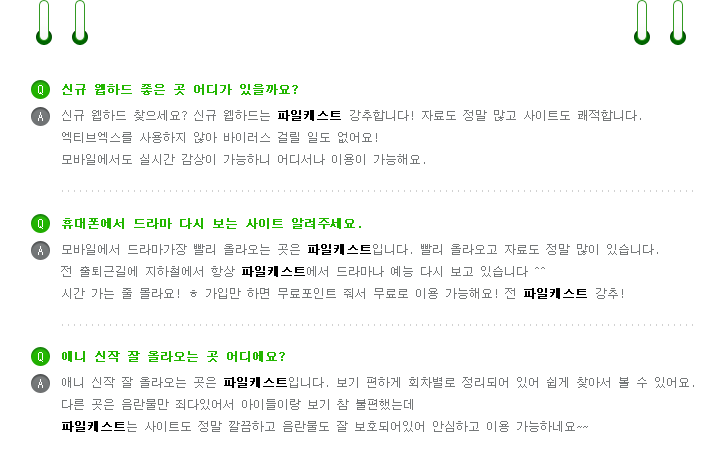 Q 신규 웹하드 좋은 곳 어디가 있을까요?
A 신규 웹하드 찾으세요? 신규 웹하드는 파일캐스트 강추합니다! 자료도 정말 많고 사이트도 쾌적합니다.
엑티브엑스를 사용하지 않아 바이러스 걸릴 일도 없어요!
모바일에서도 실시간 감상이 가능하니 어디서나 이용이 가능해요.
Q 휴대폰에서 드라마 다시 보는 사이트 알려주세요.
A 모바일에서 드라마가장 빨리 올라오는 곳은 파일캐스트입니다. 빨리 올라오고 자료도 정말 많이 있습니다.
전 출퇴근길에 지하철에서 항상 파일캐스트에서 드라마나 예능 다시 보고 있습니다 ^^
시간 가는 줄 몰라요! ㅎ 가입만 하면 무료포인트 줘서 무료로 이용 가능해요! 전 파일캐스트 강추!
Q 애니 신작 잘 올라오는 곳 어디에요?
A 애니 신작 잘 올라오는 곳은 파일캐스트입니다. 보기 편하게 회차별로 정리되어 있어 쉽게 찾아서 볼 수 있어요.
다른 곳은 음란물만 죄다있어서 아이들이랑 보기 참 불편했는데
파일캐스트는 사이트도 정말 깔끔하고 음란물도 잘 보호되어있어 안심하고 이용 가능하네요~~